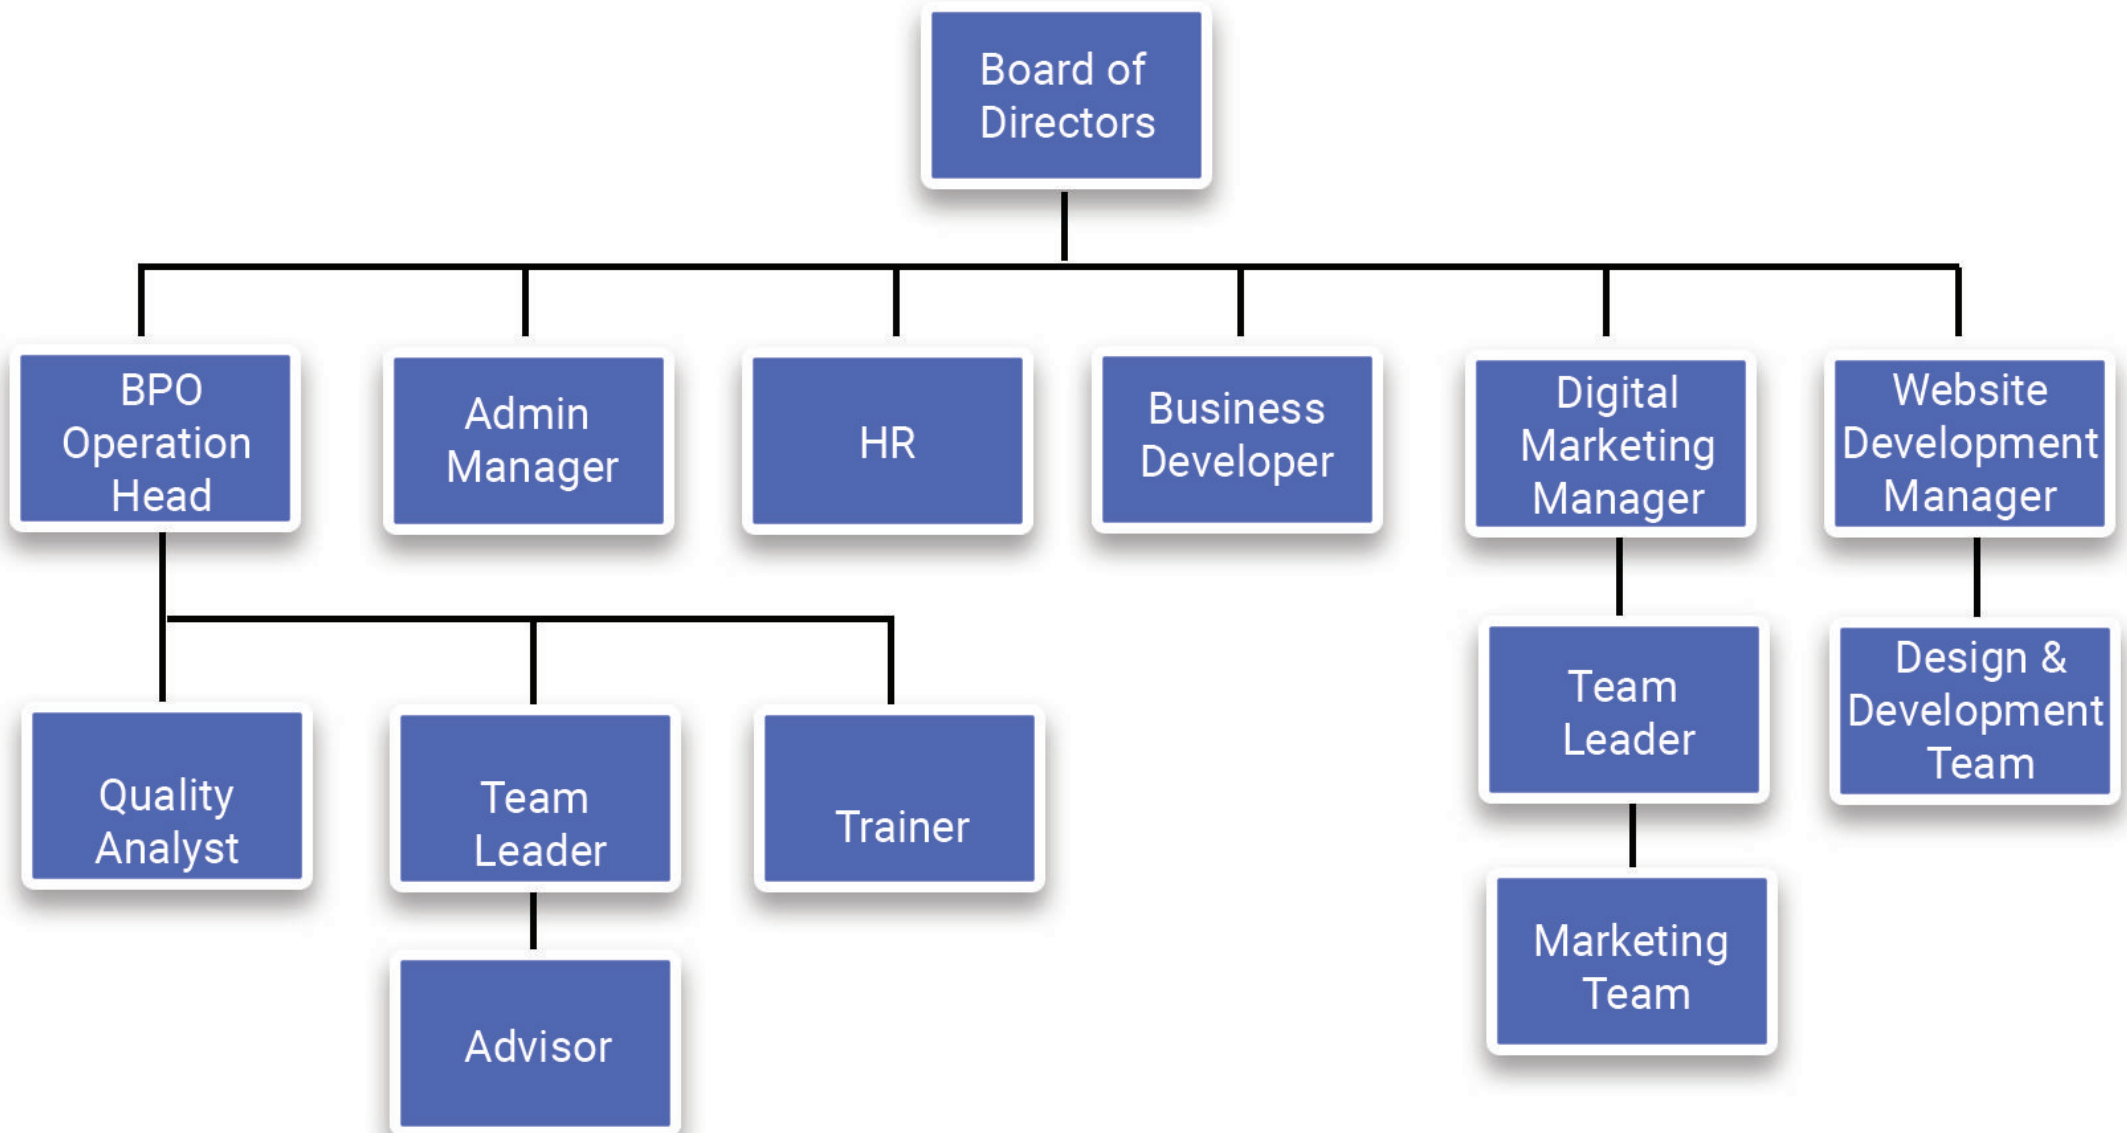 Board of
Directors
BPO
Operation
Head
Admin
Manager
HR
Business
Developer
Digital
Marketing
Manager
Website
Development
Manager
Quality
Analyst
Team
Leader
Trainer
Team
Leader
Design &
Development
Team
Advisor
Marketing
Team